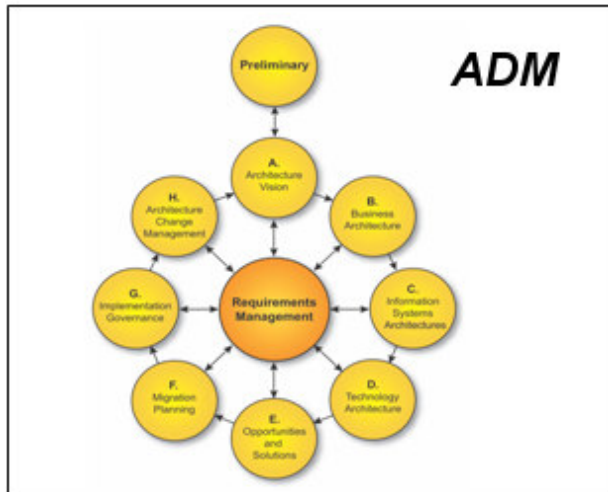 ADM
Preliminary
A.
Architecture
Vision
B.
Business
Architecture
C.
Information
Systems
Architectures
D.
Technology
Architecture
E.
Opportunities
and
Solutions
F.
Migration
Planning
G.
Implementation
Governance
H.
Architecture
Change
Management
Requirements
Management